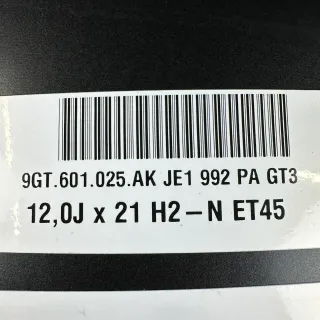 9GT.601.025.AK JE1 992 PA GT3
12,0J x 21 H2–N ET45